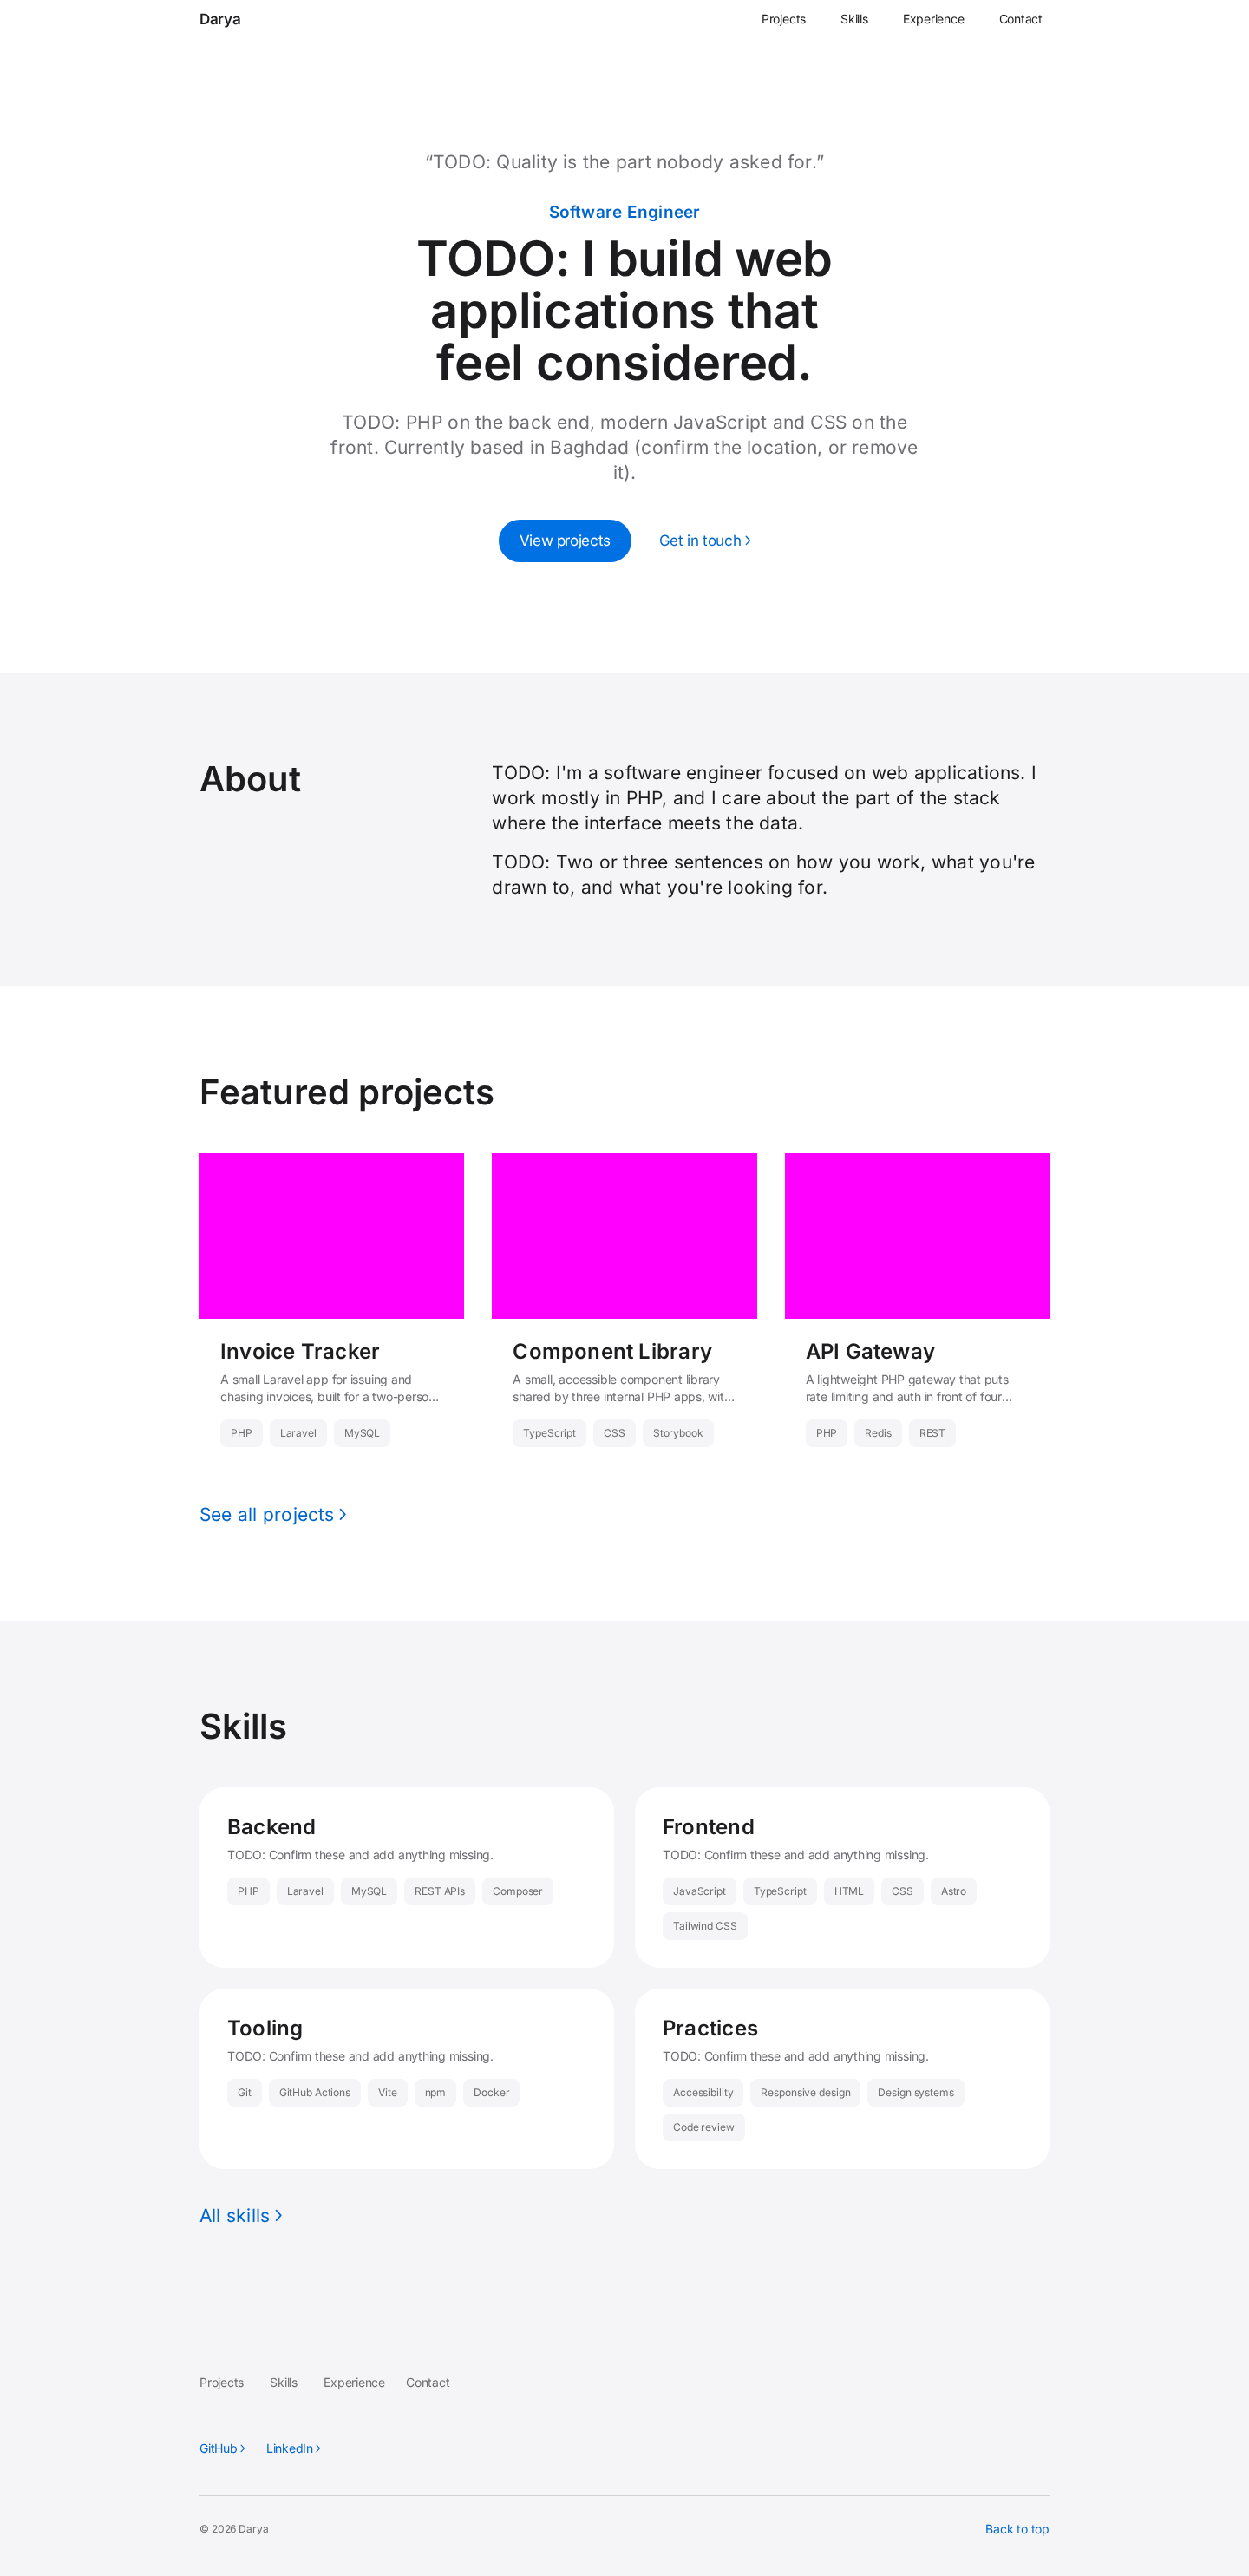 Darya
Projects
Skills
Experience
Contact
“TODO: Quality is the part nobody asked for.”
Software Engineer
TODO: I build web
applications that
feel considered.
TODO: PHP on the back end, modern JavaScript and CSS on the
front. Currently based in Baghdad (confirm the location, or remove
it).
View projects
Get in touch
About
TODO: I'm a software engineer focused on web applications. I
work mostly in PHP, and I care about the part of the stack
where the interface meets the data.
TODO: Two or three sentences on how you work, what you're
drawn to, and what you're looking for.
Featured projects
Invoice Tracker
A small Laravel app for issuing and
chasing invoices, built for a two-perso…
PHP
Laravel
MySQL
Component Library
A small, accessible component library
shared by three internal PHP apps, wit…
TypeScript
CSS
Storybook
API Gateway
A lightweight PHP gateway that puts
rate limiting and auth in front of four…
PHP
Redis
REST
See all projects
Skills
Backend
TODO: Confirm these and add anything missing.
PHP
Laravel
MySQL
REST APIs
Composer
Frontend
TODO: Confirm these and add anything missing.
JavaScript
TypeScript
HTML
CSS
Astro
Tailwind CSS
Tooling
TODO: Confirm these and add anything missing.
Git
GitHub Actions
Vite
npm
Docker
Practices
TODO: Confirm these and add anything missing.
Accessibility
Responsive design
Design systems
Code review
All skills
Projects
Skills
Experience
Contact
GitHub
LinkedIn
© 2026 Darya
Back to top